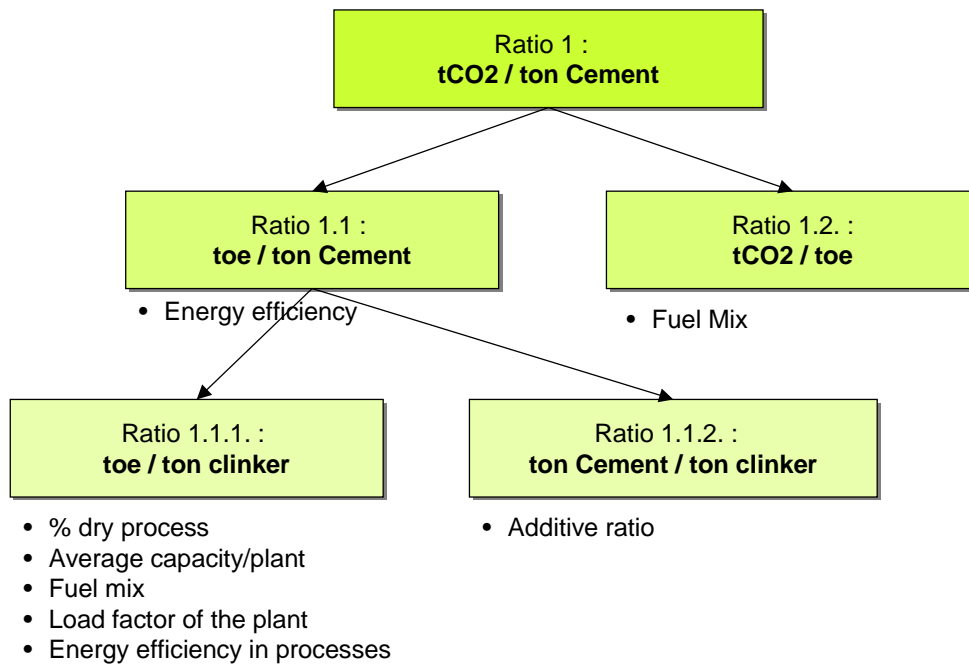 Ratio 1 :
tCO2 / ton Cement
Ratio 1.1 :
toe / ton Cement
Ratio 1.2. :
tCO2 / toe
• Energy efficiency
• Fuel Mix
Ratio 1.1.1. :
toe / ton clinker
Ratio 1.1.2. :
ton Cement / ton clinker
• % dry process
• Average capacity/plant
• Fuel mix
• Load factor of the plant
• Energy efficiency in processes
• Additive ratio